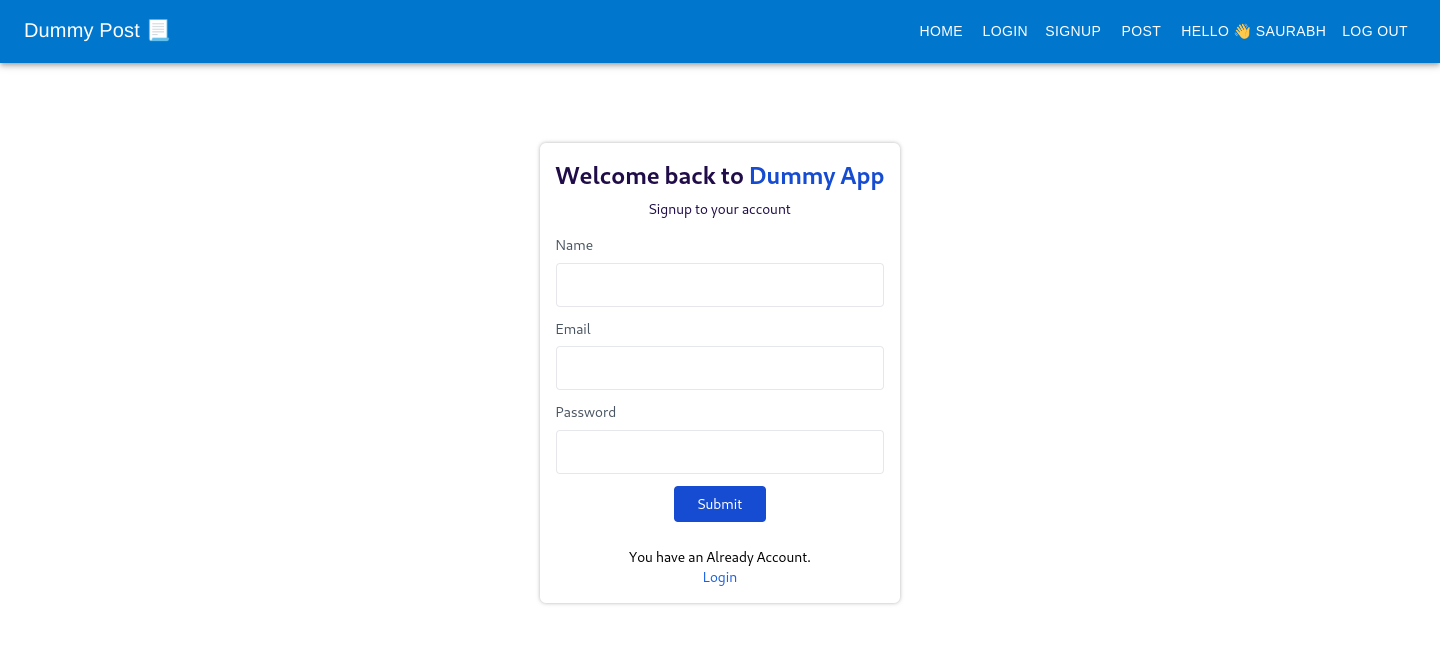 Dummy Post 📃
HOME LOGIN SIGNUP POST HELLO 👋 SAURABH LOG OUT
Welcome back to Dummy App
Signup to your account
Name
Email
Password
Submit
You have an Already Account.
Login